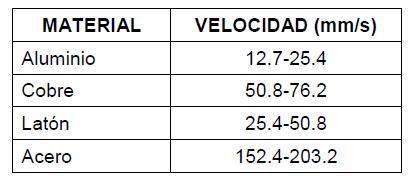 MATERIAL VELOCIDAD (mm/s)
Aluminio 12.7-25.4
Cobre 50.8-76.2
Latón 25.4-50.8
Acero 152.4-203.2